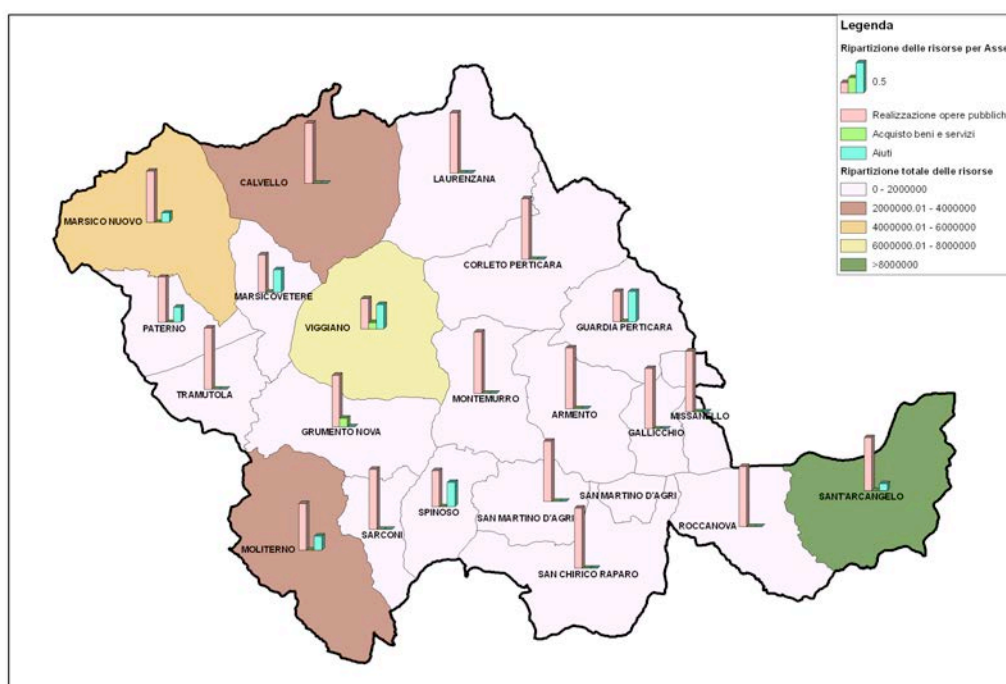 Legenda
Ripartizione delle risorse per Asse
0.5
Realizzazione opere pubblich
Acquisto beni e servizi
Aiuti
Ripartizione totale delle risorse
0 - 2000000
2000000.01 - 4000000
4000000.01 - 6000000
6000000.01 - 8000000
>8000000
LAURENZANA
CALVELLO
MARSICO NUOVO
CORLETO PERTICARA
MARSICOVETERE
PATERNO
VIGGIANO
GUARDIA PERTICARA
TRAMUTOLA
MONTEMURRO
ARMENTO
MISSANELLO
GRUMENTO NOVA
GALLICCHIO
SANT'ARCANGELO
SAN MARTINO D'AGRI
SPINOSO
SAN MARTINO D'AGRI
ROCCANOVA
SARCONI
MOLITERNO
SAN CHIRICO RAPARO